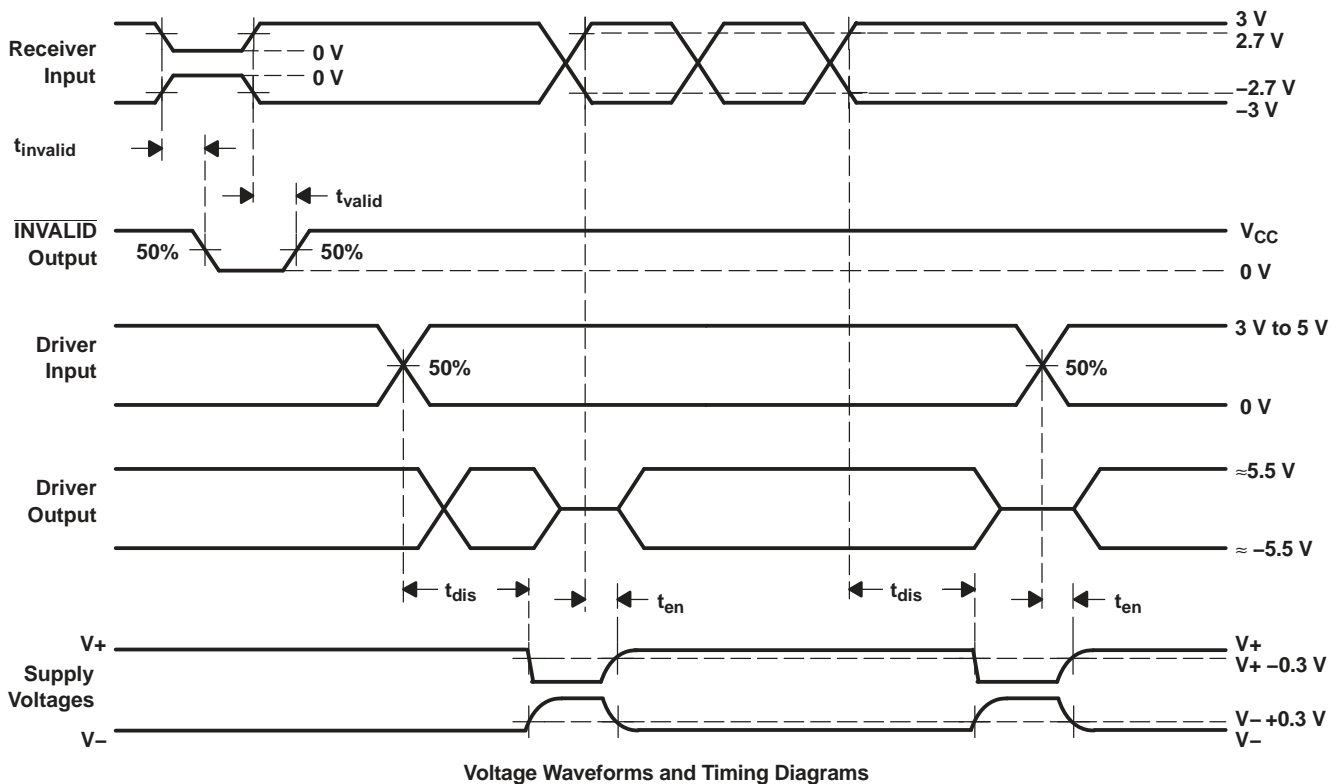 Receiver
Input
0 V
0 V
3 V
2.7 V
−2.7 V
−3 V
tinvalid
tvalid
INVALID
Output
50%
50%
VCC
0 V
Driver
Input
50%
50%
3 V to 5 V
0 V
Driver
Output
≈5.5 V
≈ −5.5 V
tdis
ten
tdis
ten
V+
Supply
Voltages
V−
V+
V+ −0.3 V
V− +0.3 V
V−
Voltage Waveforms and Timing Diagrams